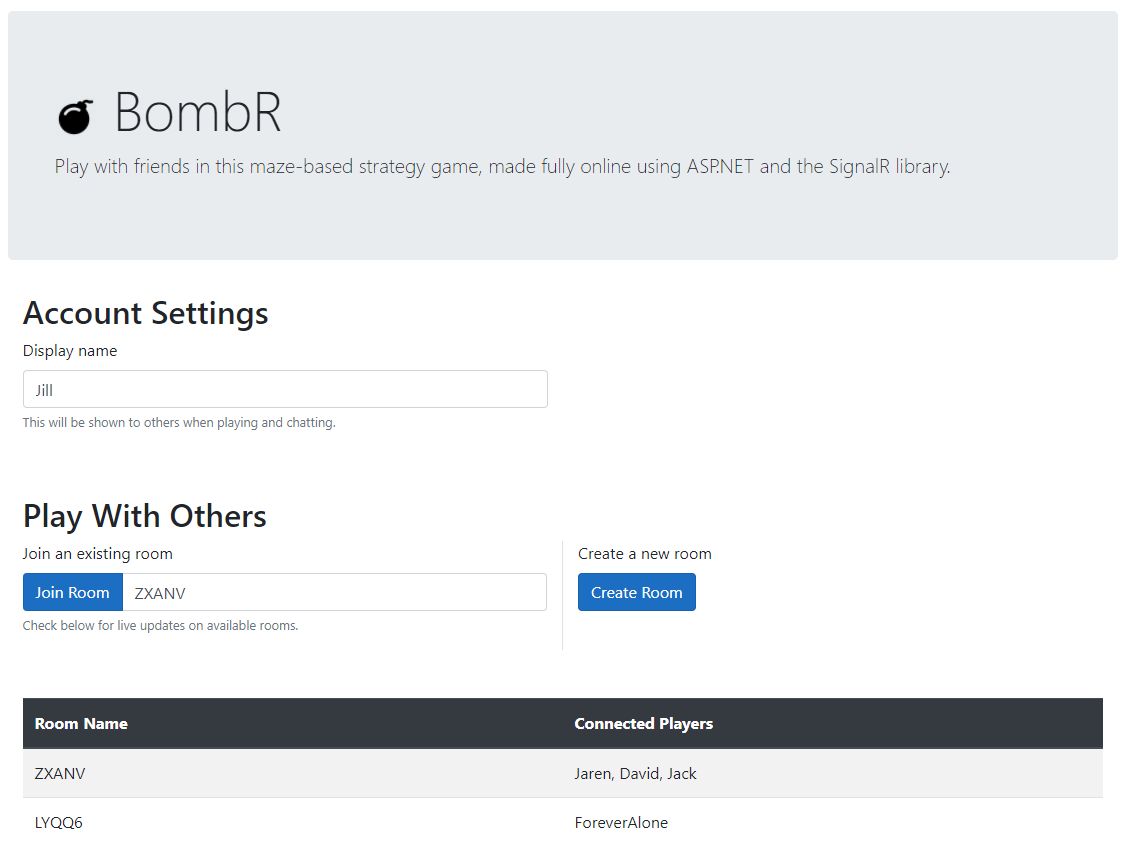 BombR
Play with friends in this maze-based strategy game, made fully online using ASP.NET and the SignalR library.
Account Settings
Display name
Jill
This will be shown to others when playing and chatting.
Play With Others
Join an existing room
Join Room ZXANV
Check below for live updates on available rooms.
Create a new room
Create Room
Room Name Connected Players
ZXANV Jaren, David, Jack
LYQQ6 ForeverAlone